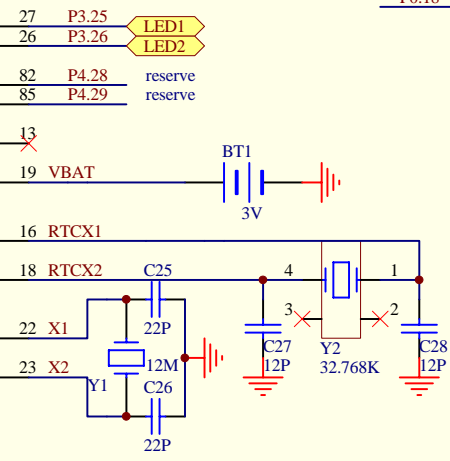 27 P3.25 LED1
26 P3.26 LED2
82 P4.28 reserve
85 P4.29 reserve
13
BT1
19 VBAT
3V
16 RTCX1
18 RTCX2 C25 4 1
3 2
22 X1 22P
C27 Y2 C28
23 X2 12M 12P 32.768K 12P
Y1 C26
22P